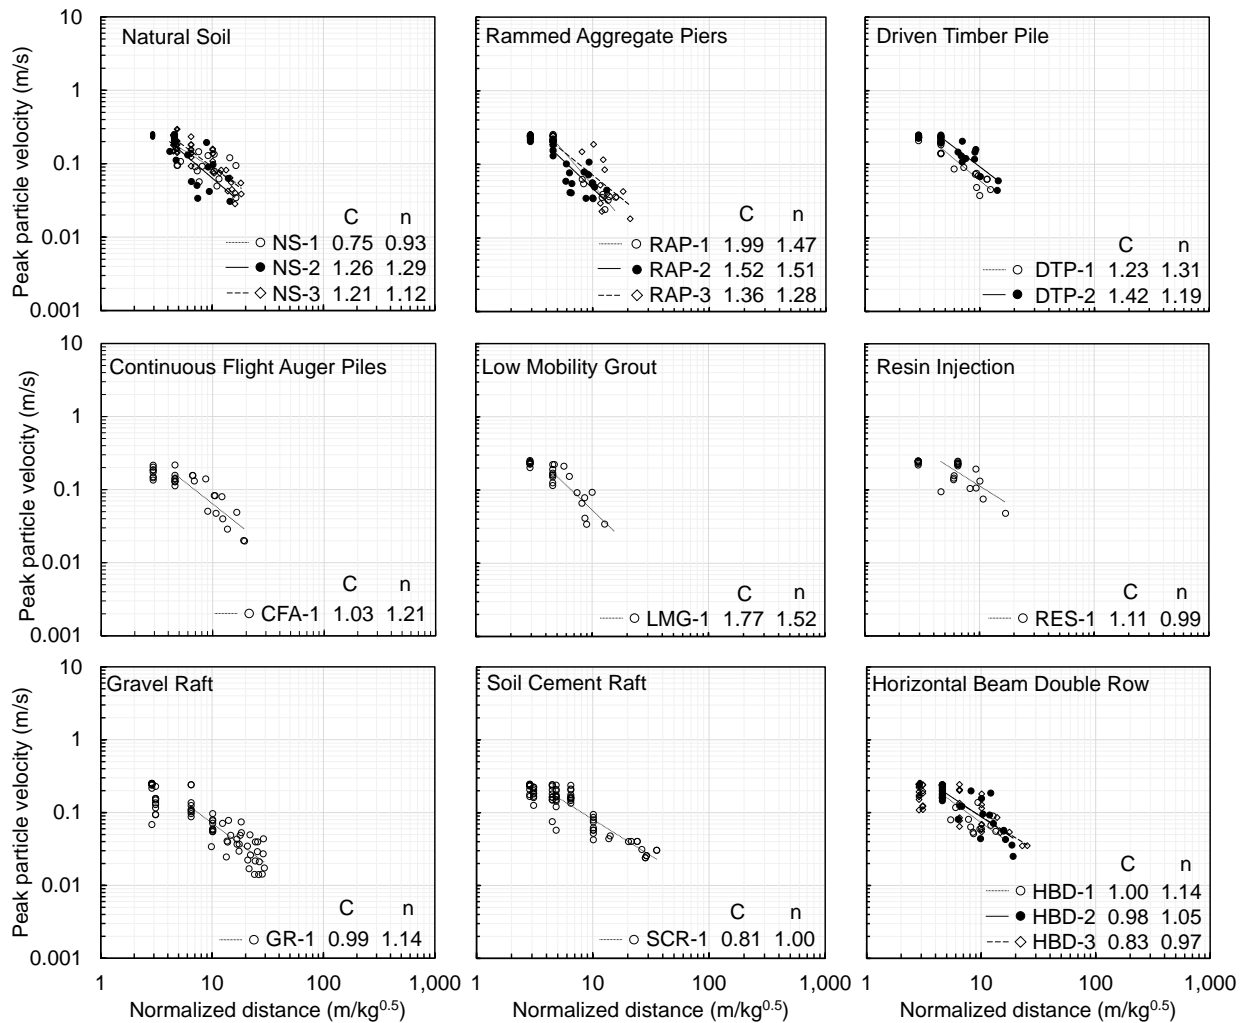 10
1
0.1
0.01
0.001
Peak particle velocity (m/s)
Natural Soil
C n
NS-1 0.75 0.93
NS-2 1.26 1.29
NS-3 1.21 1.12
Rammed Aggregate Piers
C n
RAP-1 1.99 1.47
RAP-2 1.52 1.51
RAP-3 1.36 1.28
Driven Timber Pile
C n
DTP-1 1.23 1.31
DTP-2 1.42 1.19
10
1
0.1
0.01
0.001
Peak particle velocity (m/s)
Continuous Flight Auger Piles
C n
CFA-1 1.03 1.21
Low Mobility Grout
C n
LMG-1 1.77 1.52
Resin Injection
C n
RES-1 1.11 0.99
10
1
0.1
0.01
0.001
Peak particle velocity (m/s)
Gravel Raft
C n
GR-1 0.99 1.14
Soil Cement Raft
C n
SCR-1 0.81 1.00
Horizontal Beam Double Row
C n
HBD-1 1.00 1.14
HBD-2 0.98 1.05
HBD-3 0.83 0.97
1 10 100 1,000
1 10 100 1,000
1 10 100 1,000
Normalized distance (m/kg^0.5)
Normalized distance (m/kg^0.5)
Normalized distance (m/kg^0.5)